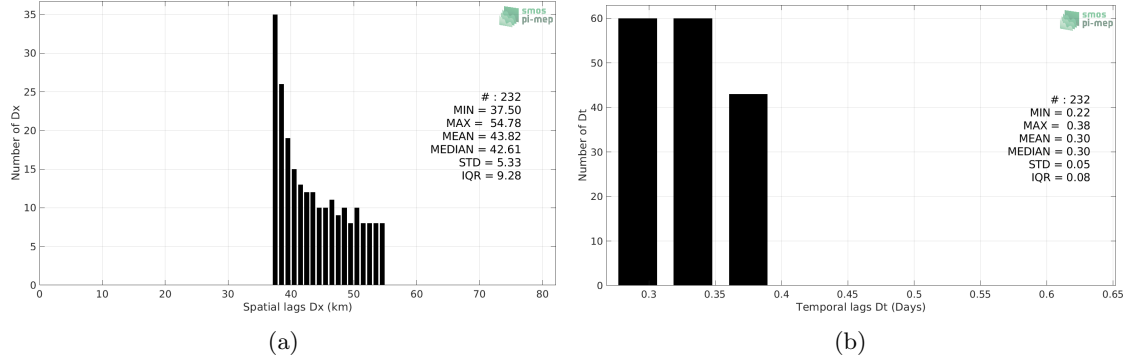 smos
pi-mep
35
30
25
20
15
10
5
0
Number of Dx
# : 232
MIN = 37.50
MAX = 54.78
MEAN = 43.82
MEDIAN = 42.61
STD = 5.33
IQR = 9.28
0 10 20 30 40 50 60 70 80
Spatial lags Dx (km)
(a)
smos
pi-mep
60
50
40
30
20
10
0
Number of Dt
# : 232
MIN = 0.22
MAX = 0.38
MEAN = 0.30
MEDIAN = 0.30
STD = 0.05
IQR = 0.08
0.3 0.35 0.4 0.45 0.5 0.55 0.6 0.65
Temporal lags Dt (Days)
(b)